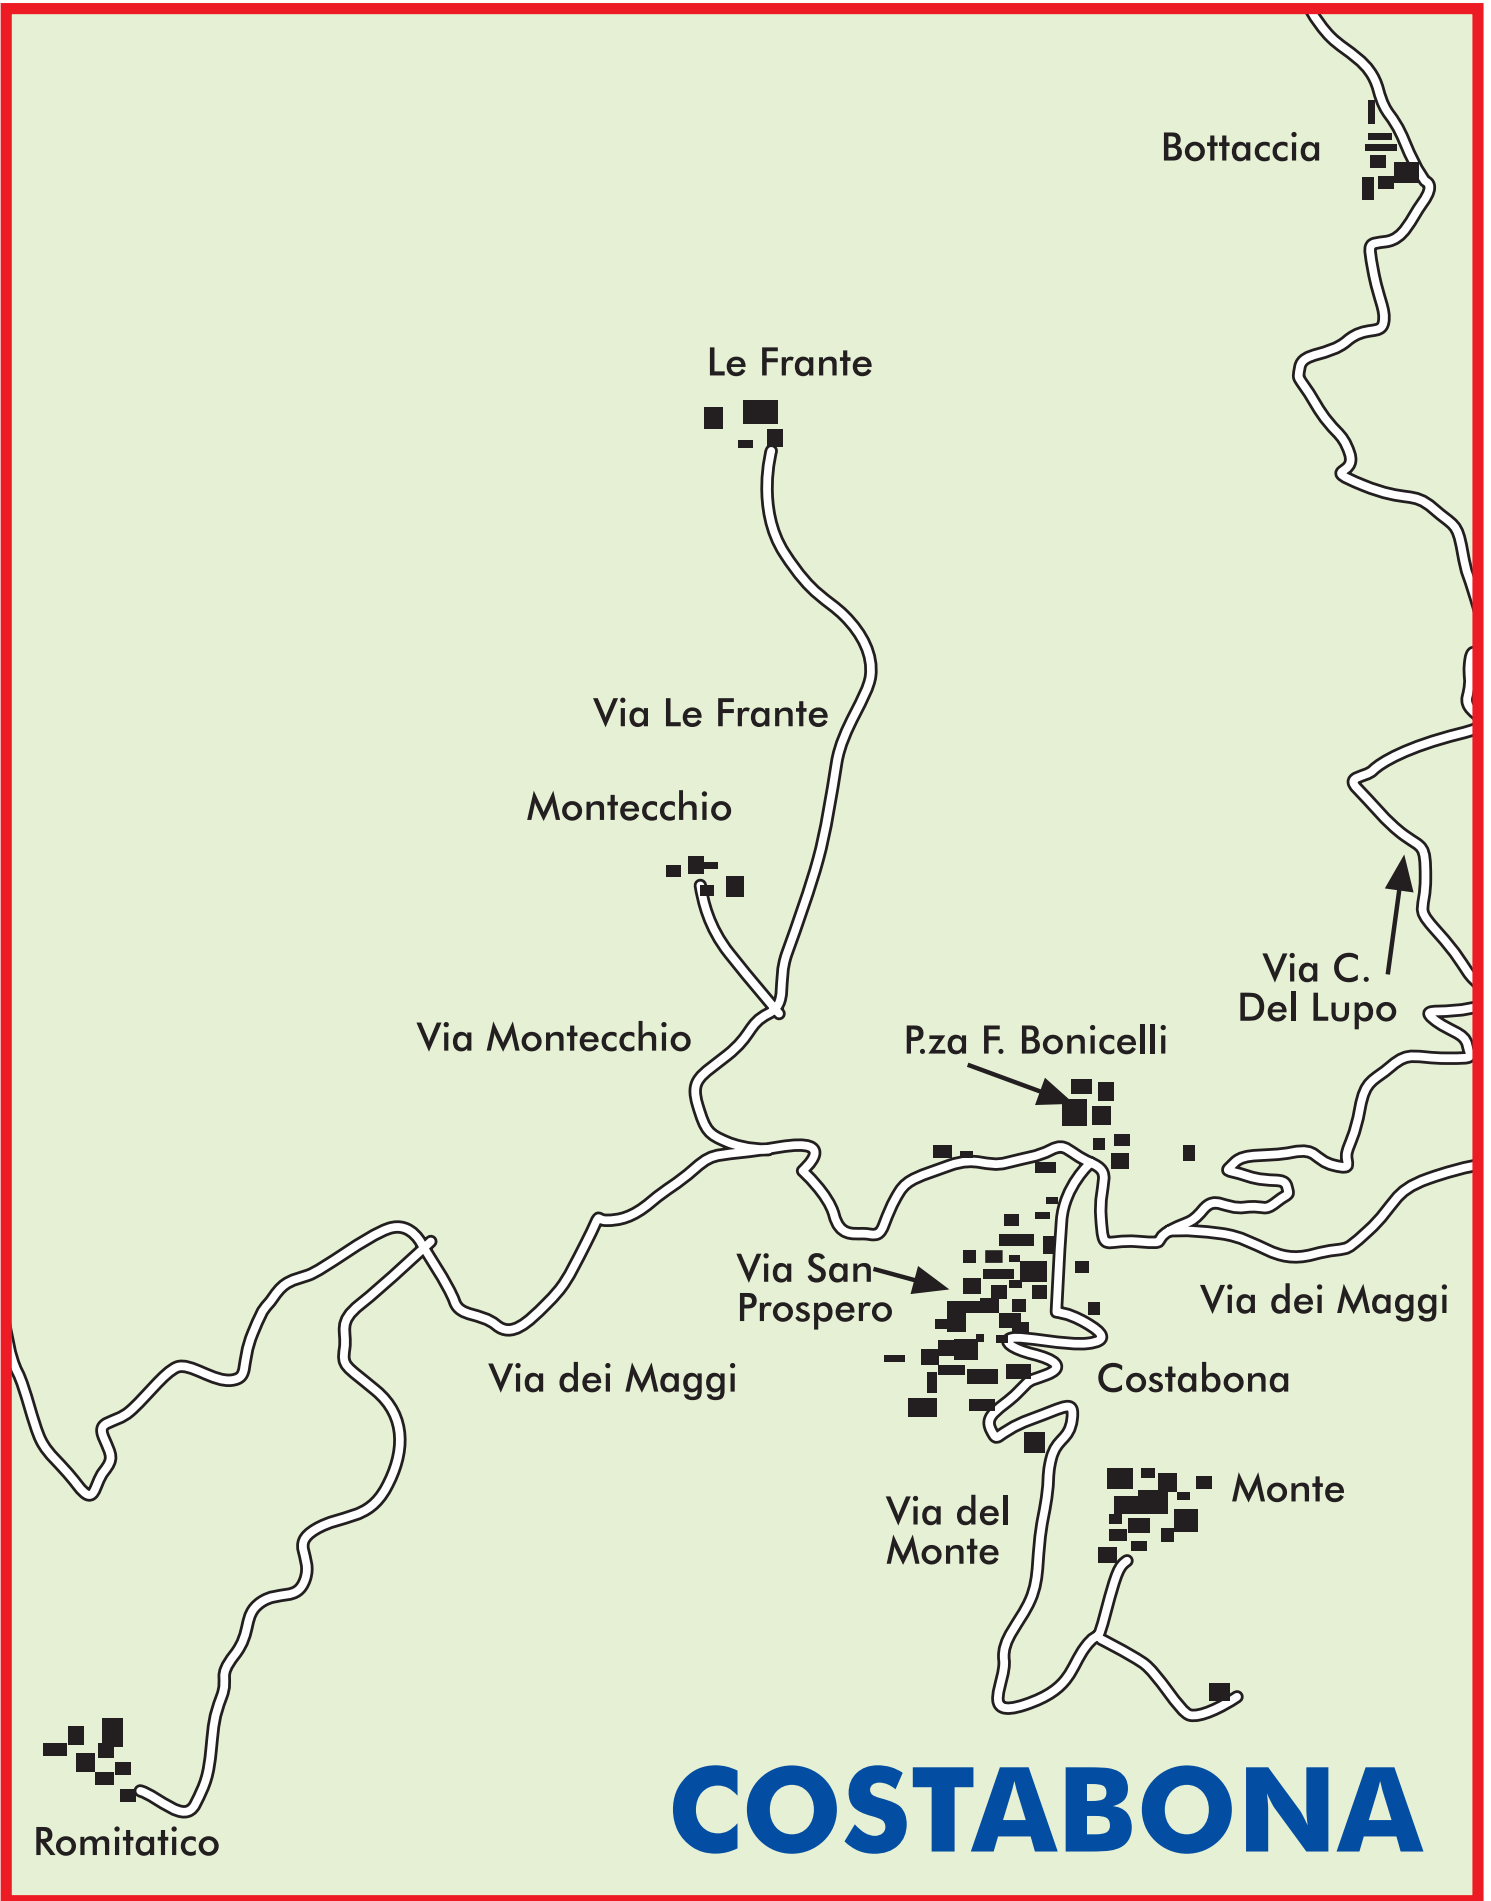 Bottaccia
Le Frante
Via Le Frante
Montecchio
Via C.
Del Lupo
Via Montecchio
P.za F. Bonicelli
Via San
Prospero
Via dei Maggi
Via dei Maggi
Costabona
Monte
Via del
Monte
COSTABONA
Romitatico